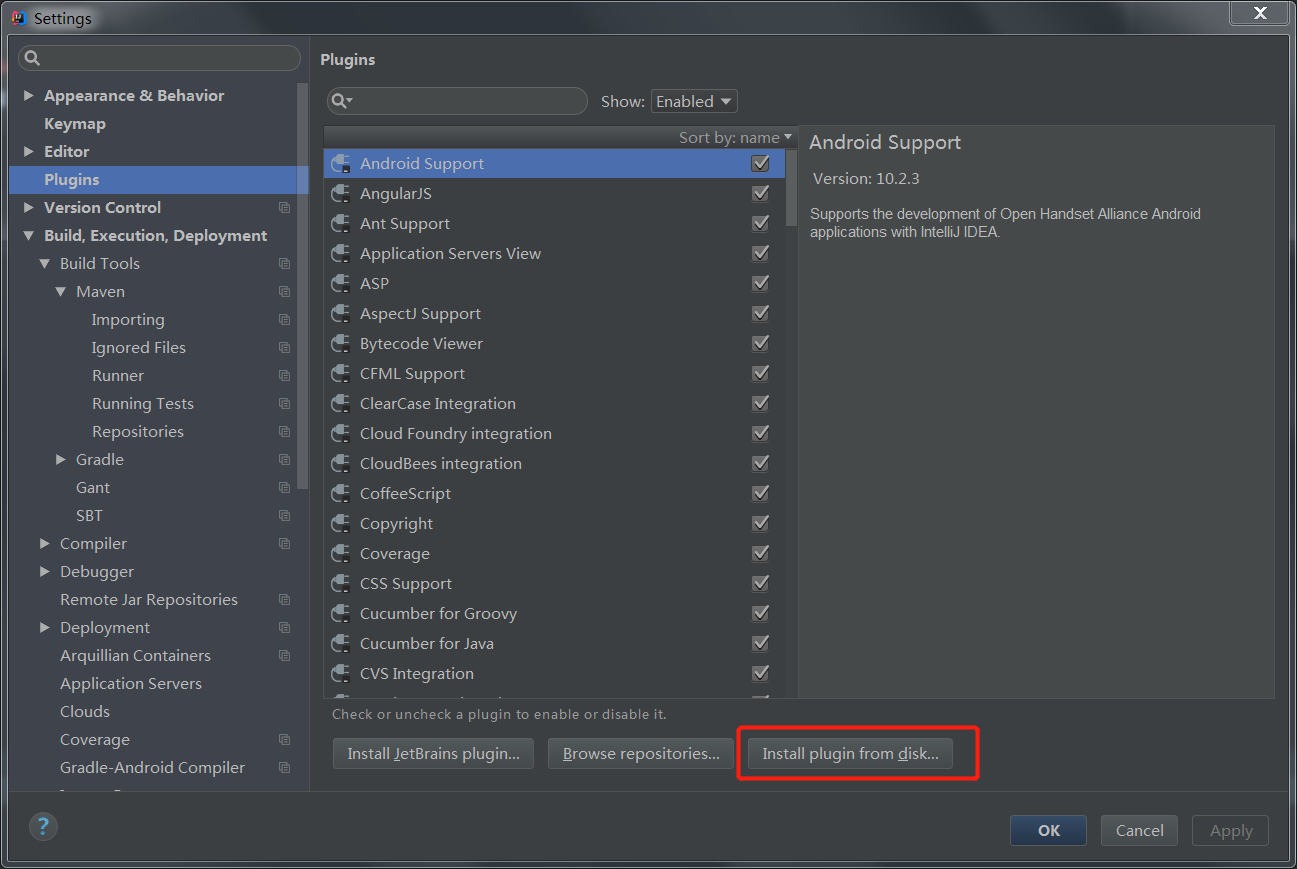 Settings
Plugins
Appearance & Behavior
Keymap
Editor
Plugins
Version Control
Build, Execution, Deployment
Build Tools
Maven
Importing
Ignored Files
Runner
Running Tests
Repositories
Gradle
Gant
SBT
Compiler
Debugger
Remote Jar Repositories
Deployment
Arquillian Containers
Application Servers
Clouds
Coverage
Gradle-Android Compiler
Show: Enabled
Sort by: name
Android Support
AngularJS
Ant Support
Application Servers View
ASP
AspectJ Support
Bytecode Viewer
CFML Support
ClearCase Integration
Cloud Foundry integration
CloudBees integration
CoffeeScript
Copyright
Coverage
CSS Support
Cucumber for Groovy
Cucumber for Java
CVS Integration
Android Support
Version: 10.2.3
Supports the development of Open Handset Alliance Android
applications with IntelliJ IDEA.
Check or uncheck a plugin to enable or disable it.
Install JetBrains plugin...
Browse repositories...
Install plugin from disk...
?
OK
Cancel
Apply